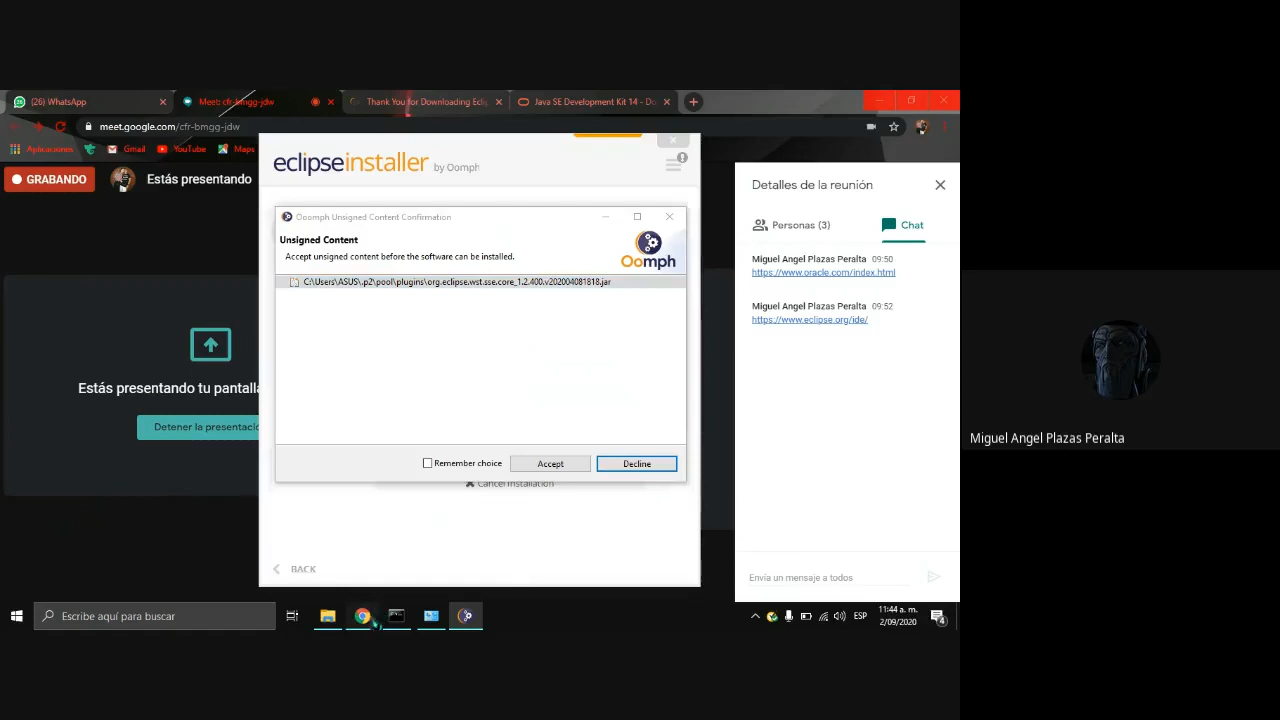 (26) WhatsApp
Meet: cfr-bmgg-jdw
Thank You for Downloading Eclip
Java SE Development Kit 14 - Do
meet.google.com/cfr-bmgg-jdw
Aplicaciones
Gmail
YouTube
Maps
GRABANDO
Estás presentando
eclipseinstaller by Oomph
Ooomph Unsigned Content Confirmation
Unsigned Content
Accept unsigned content before the software can be installed.
Oomph
C:\Users\ASUS\.p2\pool\plugins\org.eclipse.wst.sse.core_1.2.400.v202004081818.jar
Remember choice
Accept
Decline
Cancel Installation
BACK
Estás presentando tu pantalla
Detener la presentació
Detalles de la reunión
Personas (3)
Chat
Miguel Angel Plazas Peralta 09:50
https://www.oracle.com/index.html
Miguel Angel Plazas Peralta 09:52
https://www.eclipse.org/ide/
Envía un mensaje a todos
Miguel Angel Plazas Peralta
Escribe aquí para buscar
ESP
11:44 a. m.
2/09/2020
4